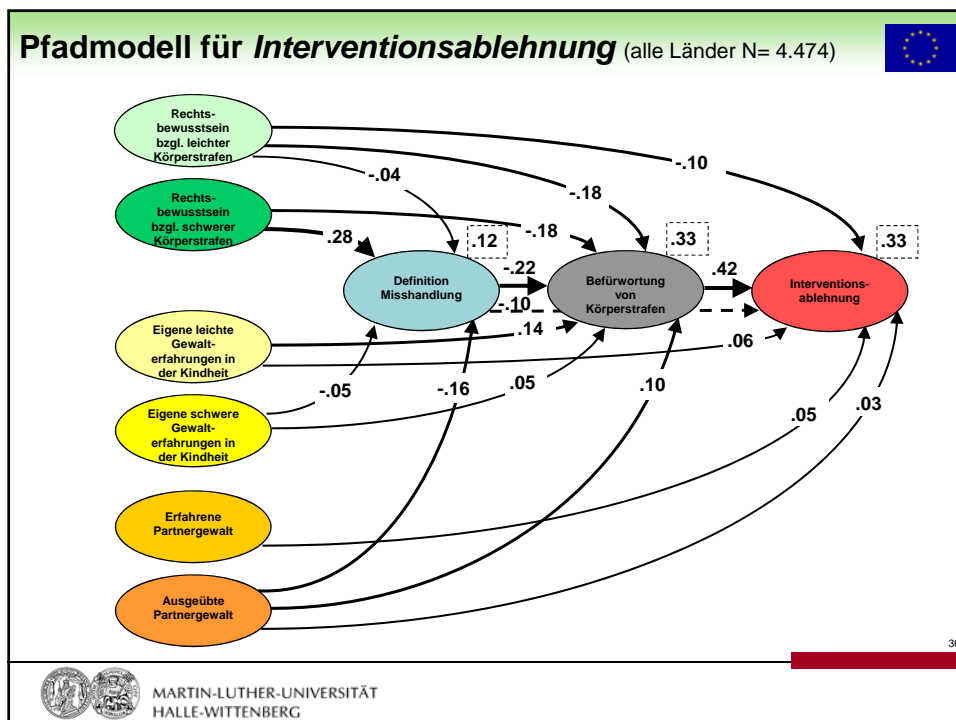 Pfadmodell für Interventionsablehnung (alle Länder N= 4.474)
Rechts-
bewusstsein
bzgl. leichter
Körperstrafen
Rechts-
bewusstsein
bzgl. schwerer
Körperstrafen
Eigene leichte
Gewalt-
erfahrungen in
der Kindheit
Eigene schwere
Gewalt-
erfahrungen in
der Kindheit
Erfahrene
Partnergewalt
Ausgeübte
Partnergewalt
Definition
Misshandlung
Befürwortung
von
Körperstrafen
Interventions-
ablehnung
-.04
-.18
-.10
.28
-.18
.12
.33
.33
-.22
.42
-.10
.14
.06
-.05
-.16
.05
.10
.05
.03
MARTIN-LUTHER-UNIVERSITÄT
HALLE-WITTENBERG